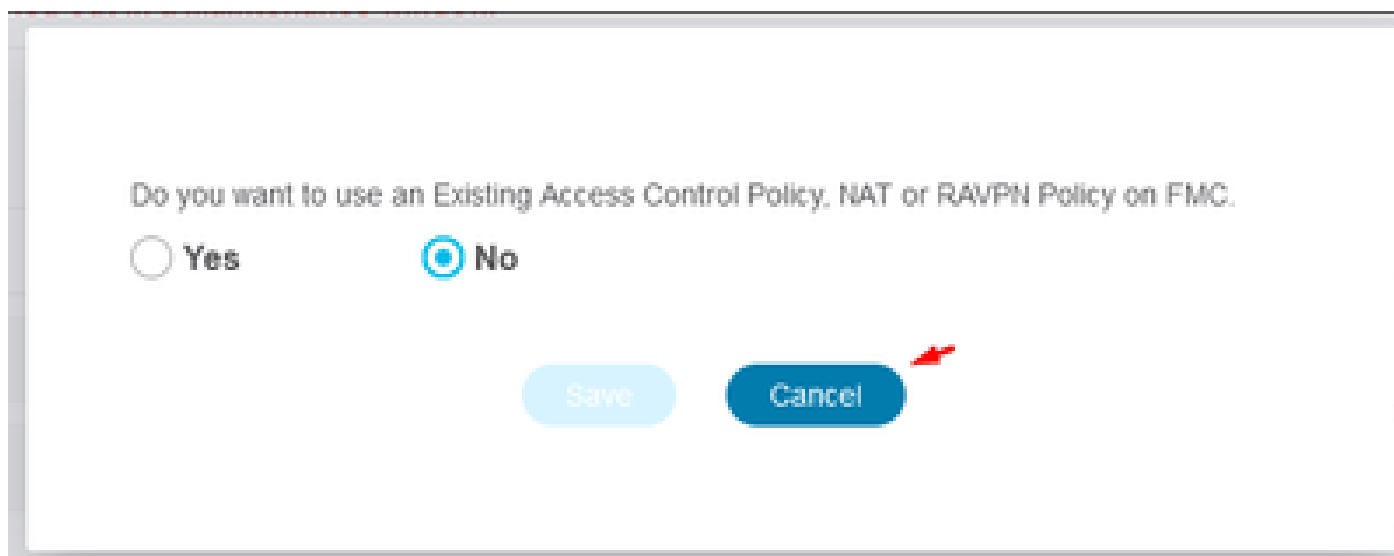 Do you want to use an Existing Access Control Policy, NAT or RAVPN Policy on FMC.
Yes
No
Save
Cancel